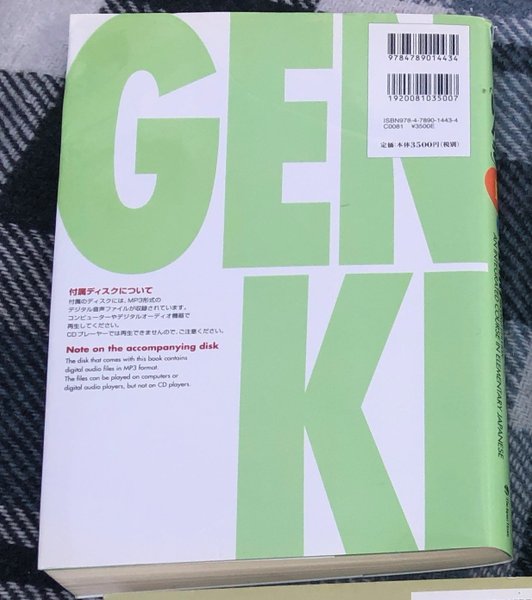 GEN
KI
9784789014434
1920081035007
ISBN978-4-7890-1443-4
C0081 ¥3500E
定価：本体3500円(税別)
付属ディスクについて
付属のディスクには、MP3形式の
デジタル音声ファイルが収録されています。
コンピューターやデジタルオーディオ機器で
再生してください。
CDプレーヤーでは再生できませんので、ご注意ください。
Note on the accompanying disk
The disk that comes with this book contains
digital audio files in MP3 format.
The files can be played on computers or
digital audio players, but not on CD players.
AN INTEGRATED COURSE IN ELEMENTARY JAPANESE
The Japan Times